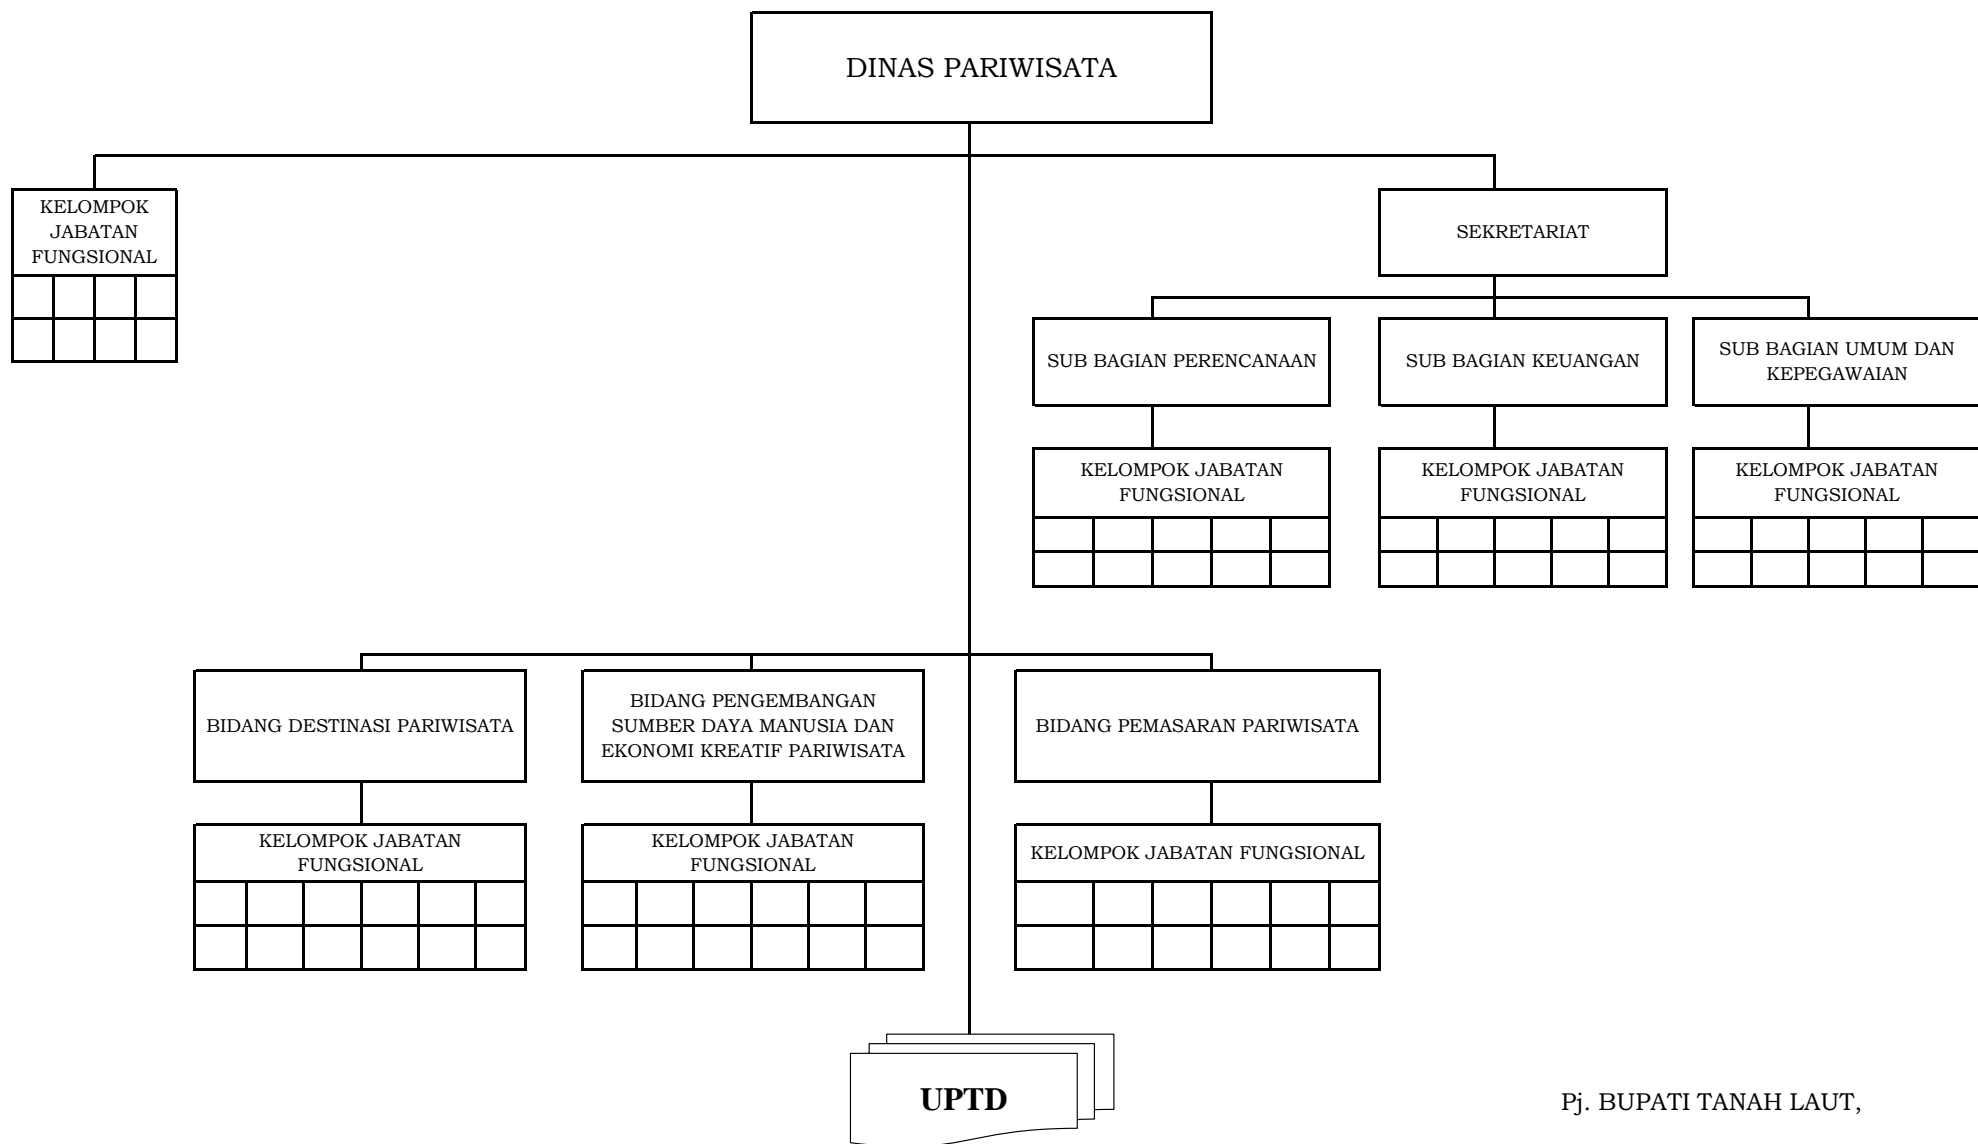 DINAS PARIWISATA
KELOMPOK
JABATAN
FUNGSIONAL
SEKRETARIAT
SUB BAGIAN PERENCANAAN
SUB BAGIAN KEUANGAN
SUB BAGIAN UMUM DAN
KEPEGAWAIAN
KELOMPOK JABATAN
FUNGSIONAL
KELOMPOK JABATAN
FUNGSIONAL
KELOMPOK JABATAN
FUNGSIONAL
BIDANG DESTINASI PARIWISATA
BIDANG PENGEMBANGAN
SUMBER DAYA MANUSIA DAN
EKONOMI KREATIF PARIWISATA
BIDANG PEMASARAN PARIWISATA
KELOMPOK JABATAN
FUNGSIONAL
KELOMPOK JABATAN
FUNGSIONAL
KELOMPOK JABATAN FUNGSIONAL
UPTD
Pj. BUPATI TANAH LAUT,